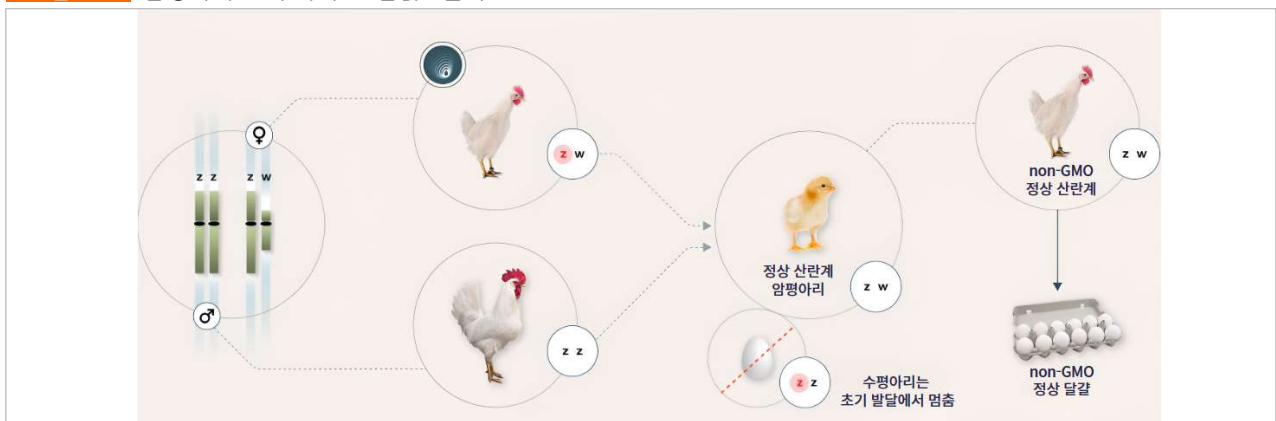 ♀
z z z w
♂
z w
z z
정상 산란계
암평아리
z w
z z
수평아리는
초기 발달에서 멈춤
non-GMO
정상 산란계
z w
non-GMO
정상 달걀